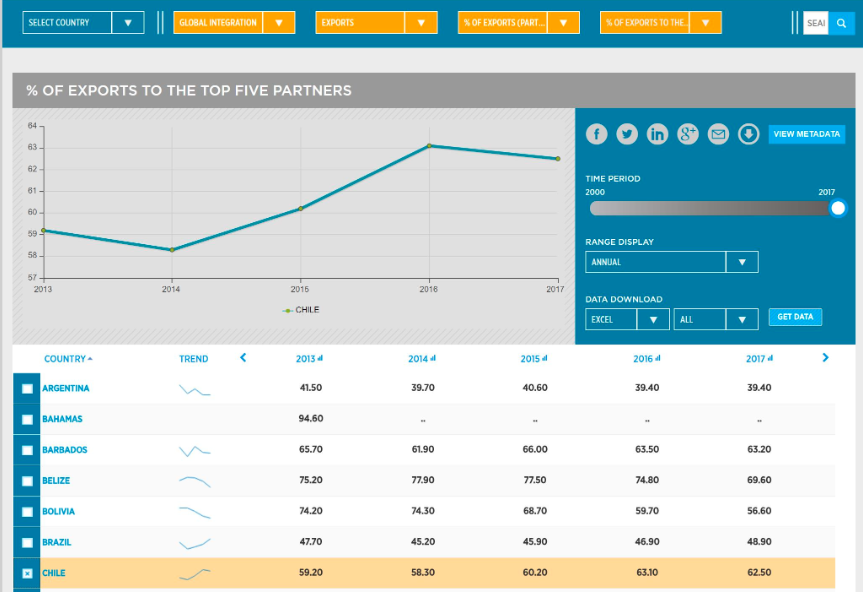 SELECT COUNTRY ▼ GLOBAL INTEGRATION ▼ EXPORTS ▼ % OF EXPORTS (PART... ▼ % OF EXPORTS TO THE... ▼ SEAI
% OF EXPORTS TO THE TOP FIVE PARTNERS
64
63
62
61
60
59
58
57
2013 2014 2015 2016 2017
CHILE
f in 8+ VIEW METADATA
TIME PERIOD
2000 2017
RANGE DISPLAY
ANNUAL ▼
DATA DOWNLOAD
EXCEL ▼ ALL ▼ GET DATA
COUNTRY TREND 2013 2014 2015 2016 2017
ARGENTINA 41.50 39.70 40.60 39.40 39.40
BAHAMAS 94.60 .. .. .. ..
BARBADOS 65.70 61.90 66.00 63.50 63.20
BELIZE 75.20 77.90 77.50 74.80 69.60
BOLIVIA 74.20 74.30 68.70 59.70 56.60
BRAZIL 47.70 45.20 45.90 46.90 48.90
CHILE 59.20 58.30 60.20 63.10 62.50